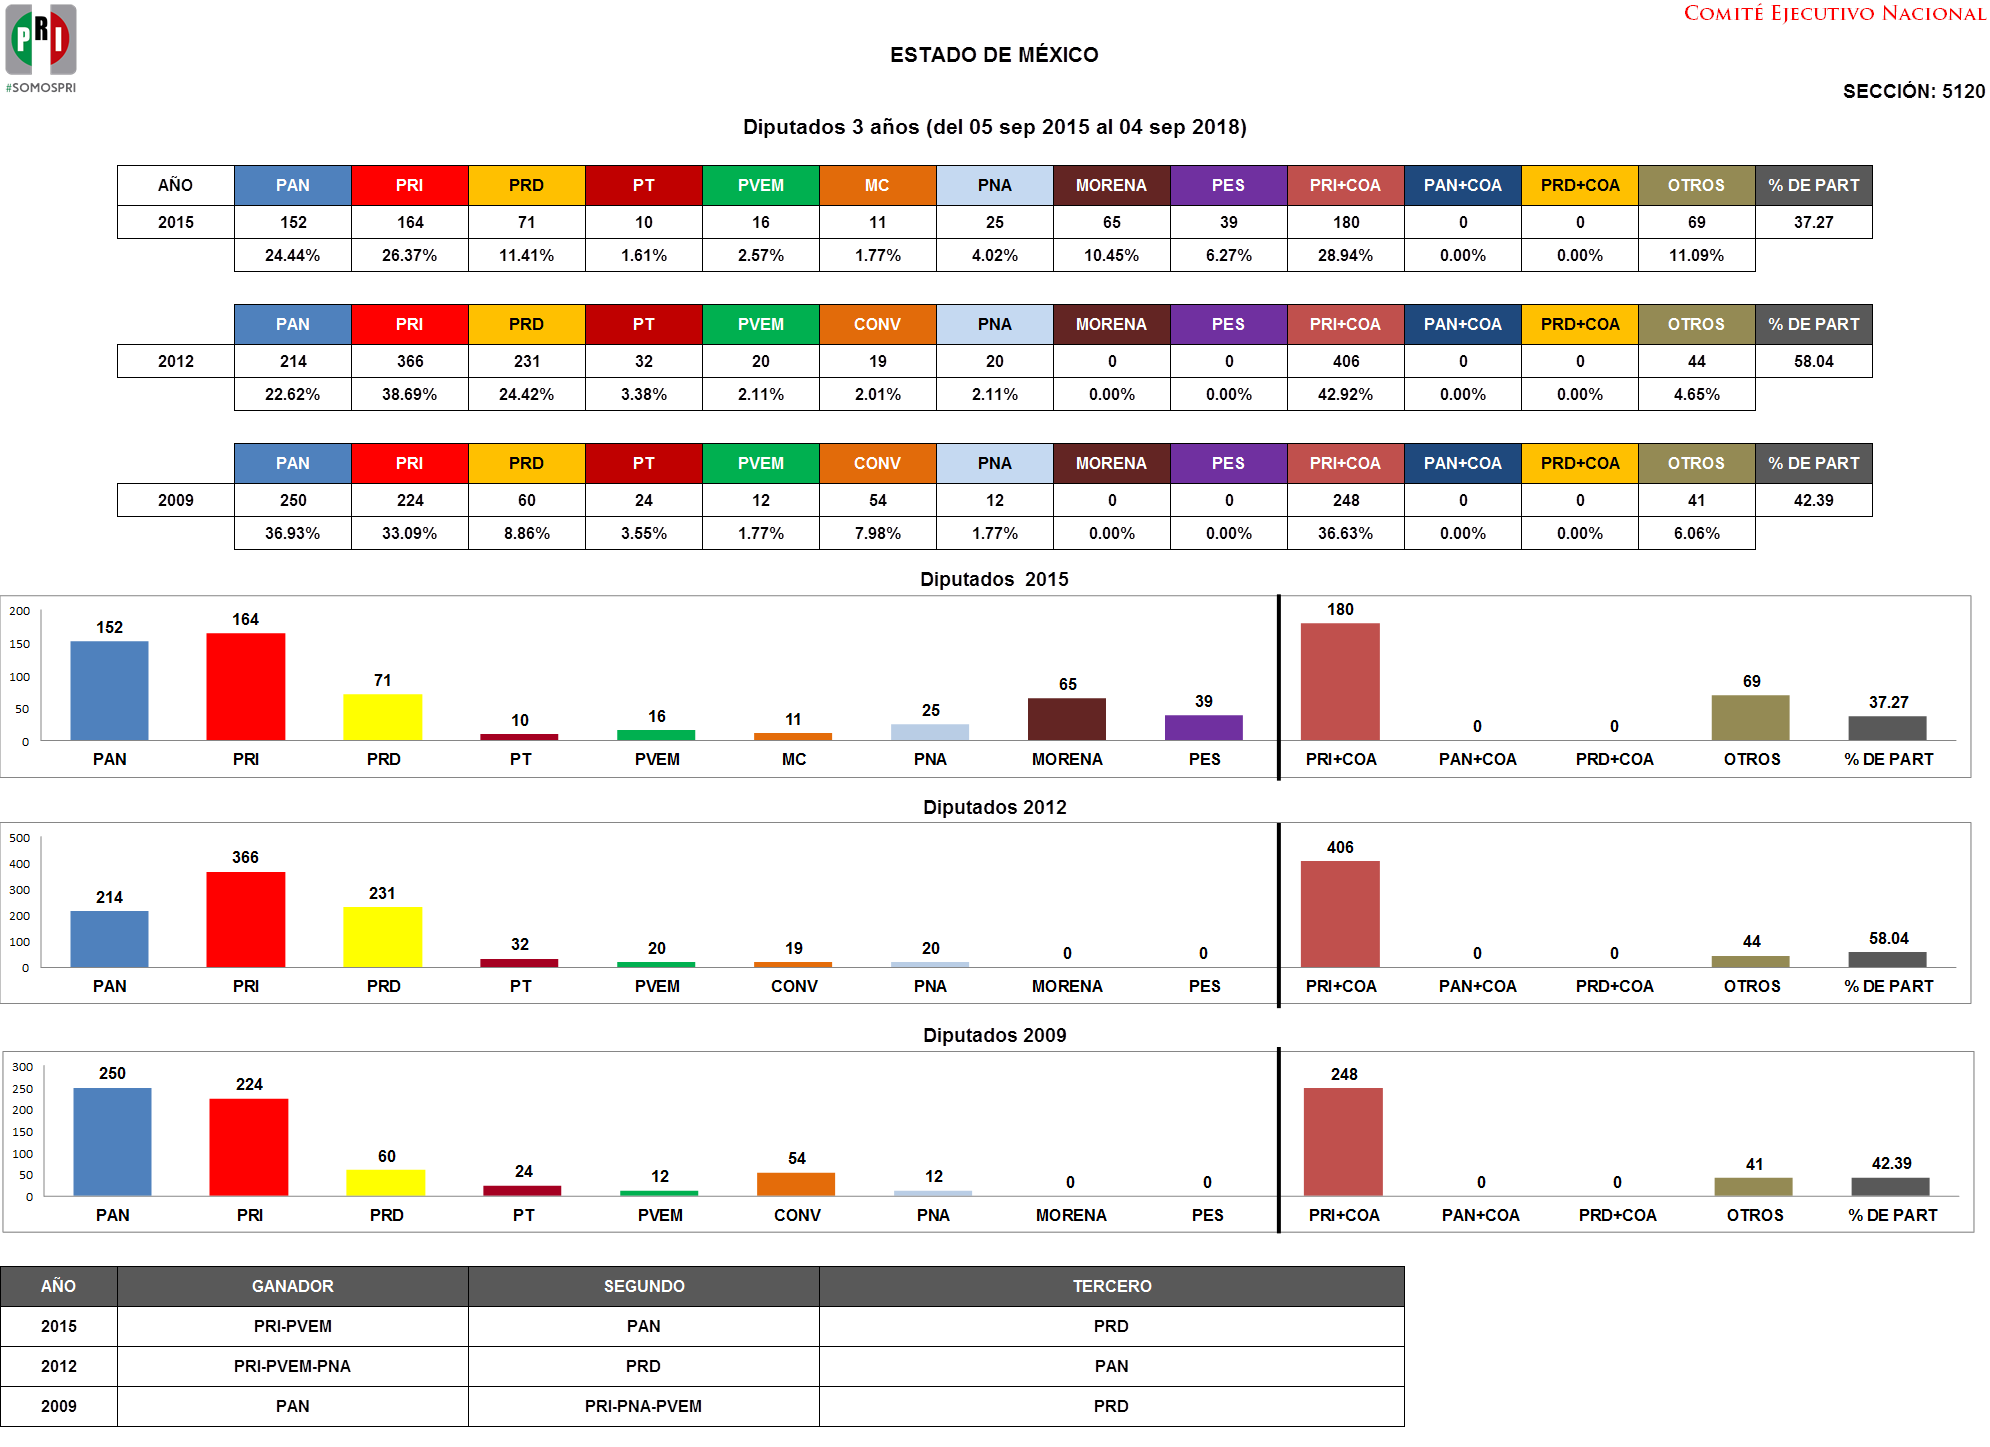 PRI
#SOMOSPRI
COMITÉ EJECUTIVO NACIONAL
ESTADO DE MÉXICO
SECCIÓN: 5120
Diputados 3 años (del 05 sep 2015 al 04 sep 2018)
AÑO PAN PRI PRD PT PVEM MC PNA MORENA PES PRI+COA PAN+COA PRD+COA OTROS % DE PART
2015 152 164 71 10 16 11 25 65 39 180 0 0 69 37.27
24.44% 26.37% 11.41% 1.61% 2.57% 1.77% 4.02% 10.45% 6.27% 28.94% 0.00% 0.00% 11.09%
PAN PRI PRD PT PVEM CONV PNA MORENA PES PRI+COA PAN+COA PRD+COA OTROS % DE PART
2012 214 366 231 32 20 19 20 0 0 406 0 0 44 58.04
22.62% 38.69% 24.42% 3.38% 2.11% 2.01% 2.11% 0.00% 0.00% 42.92% 0.00% 0.00% 4.65%
PAN PRI PRD PT PVEM CONV PNA MORENA PES PRI+COA PAN+COA PRD+COA OTROS % DE PART
2009 250 224 60 24 12 54 12 0 0 248 0 0 41 42.39
36.93% 33.09% 8.86% 3.55% 1.77% 7.98% 1.77% 0.00% 0.00% 36.63% 0.00% 0.00% 6.06%
Diputados 2015
200
150
100
50
0
152 164 71 10 16 11 25 65 39 180 0 0 69 37.27
PAN PRI PRD PT PVEM MC PNA MORENA PES PRI+COA PAN+COA PRD+COA OTROS % DE PART
Diputados 2012
500
400
300
200
100
0
214 366 231 32 20 19 20 0 0 406 0 0 44 58.04
PAN PRI PRD PT PVEM CONV PNA MORENA PES PRI+COA PAN+COA PRD+COA OTROS % DE PART
Diputados 2009
300
250
200
150
100
50
0
250 224 60 24 12 54 12 0 0 248 0 0 41 42.39
PAN PRI PRD PT PVEM CONV PNA MORENA PES PRI+COA PAN+COA PRD+COA OTROS % DE PART
AÑO GANADOR SEGUNDO TERCERO
2015 PRI-PVEM PAN PRD
2012 PRI-PVEM-PNA PRD PAN
2009 PAN PRI-PNA-PVEM PRD